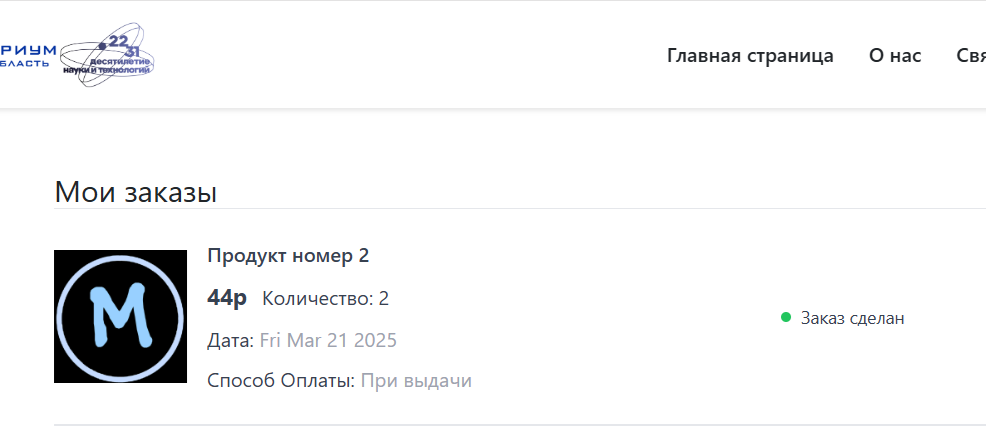 РИУМ
БЛАСТЬ
22
31
Десятилетие
науки и технологий
Главная страница О нас Свя
Мои заказы
М
Продукт номер 2
44р Количество: 2
Дата: Fri Mar 21 2025
Способ Оплаты: При выдачи
Заказ сделан